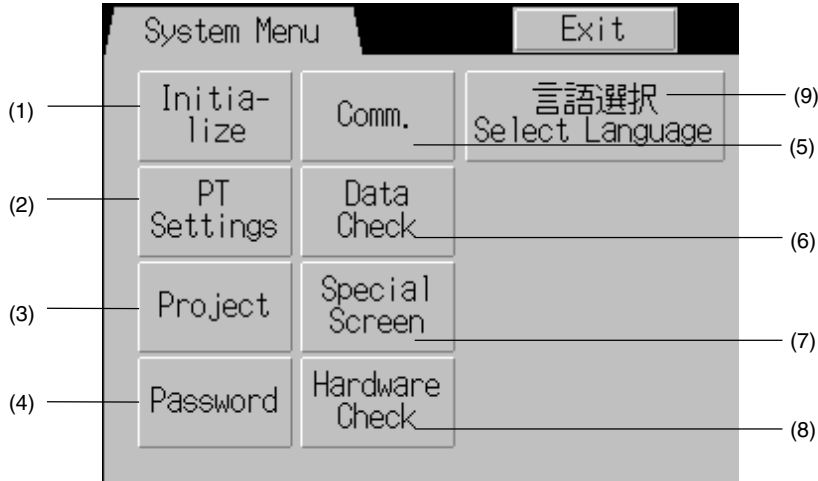 System Menu
Exit
(1)
Initia-
lize
Comm.
言語選択
Select Language
(9)
(5)
(2)
PT
Settings
Data
Check
(6)
(3)
Project
Special
Screen
(7)
(4)
Password
Hardware
Check
(8)